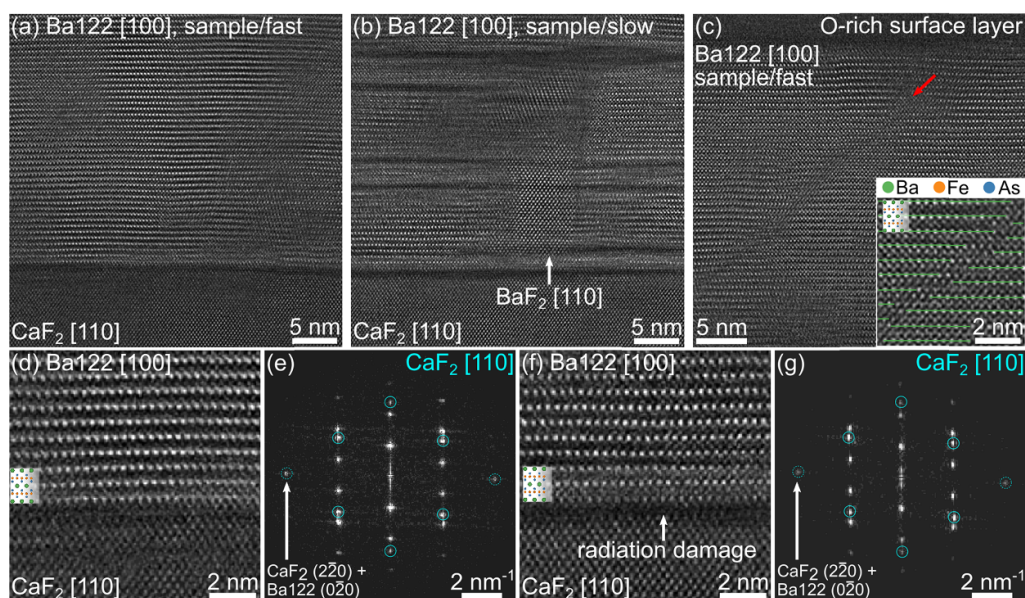 (a) Ba122 [100], sample/fast
CaF₂ [110]
5 nm
(b) Ba122 [100], sample/slow
BaF₂ [110]
CaF₂ [110]
5 nm
(c)
O-rich surface layer
Ba122 [100]
sample/fast
Ba Fe As
5 nm
2 nm
(d) Ba122 [100]
CaF₂ [110]
2 nm
(e)
CaF₂ [110]
CaF₂ (22̅0) +
Ba122 (02̅0)
2 nm⁻¹
(f) Ba122 [100]
radiation damage
CaF₂ [110]
2 nm
(g)
CaF₂ [110]
CaF₂ (22̅0) +
Ba122 (02̅0)
2 nm⁻¹